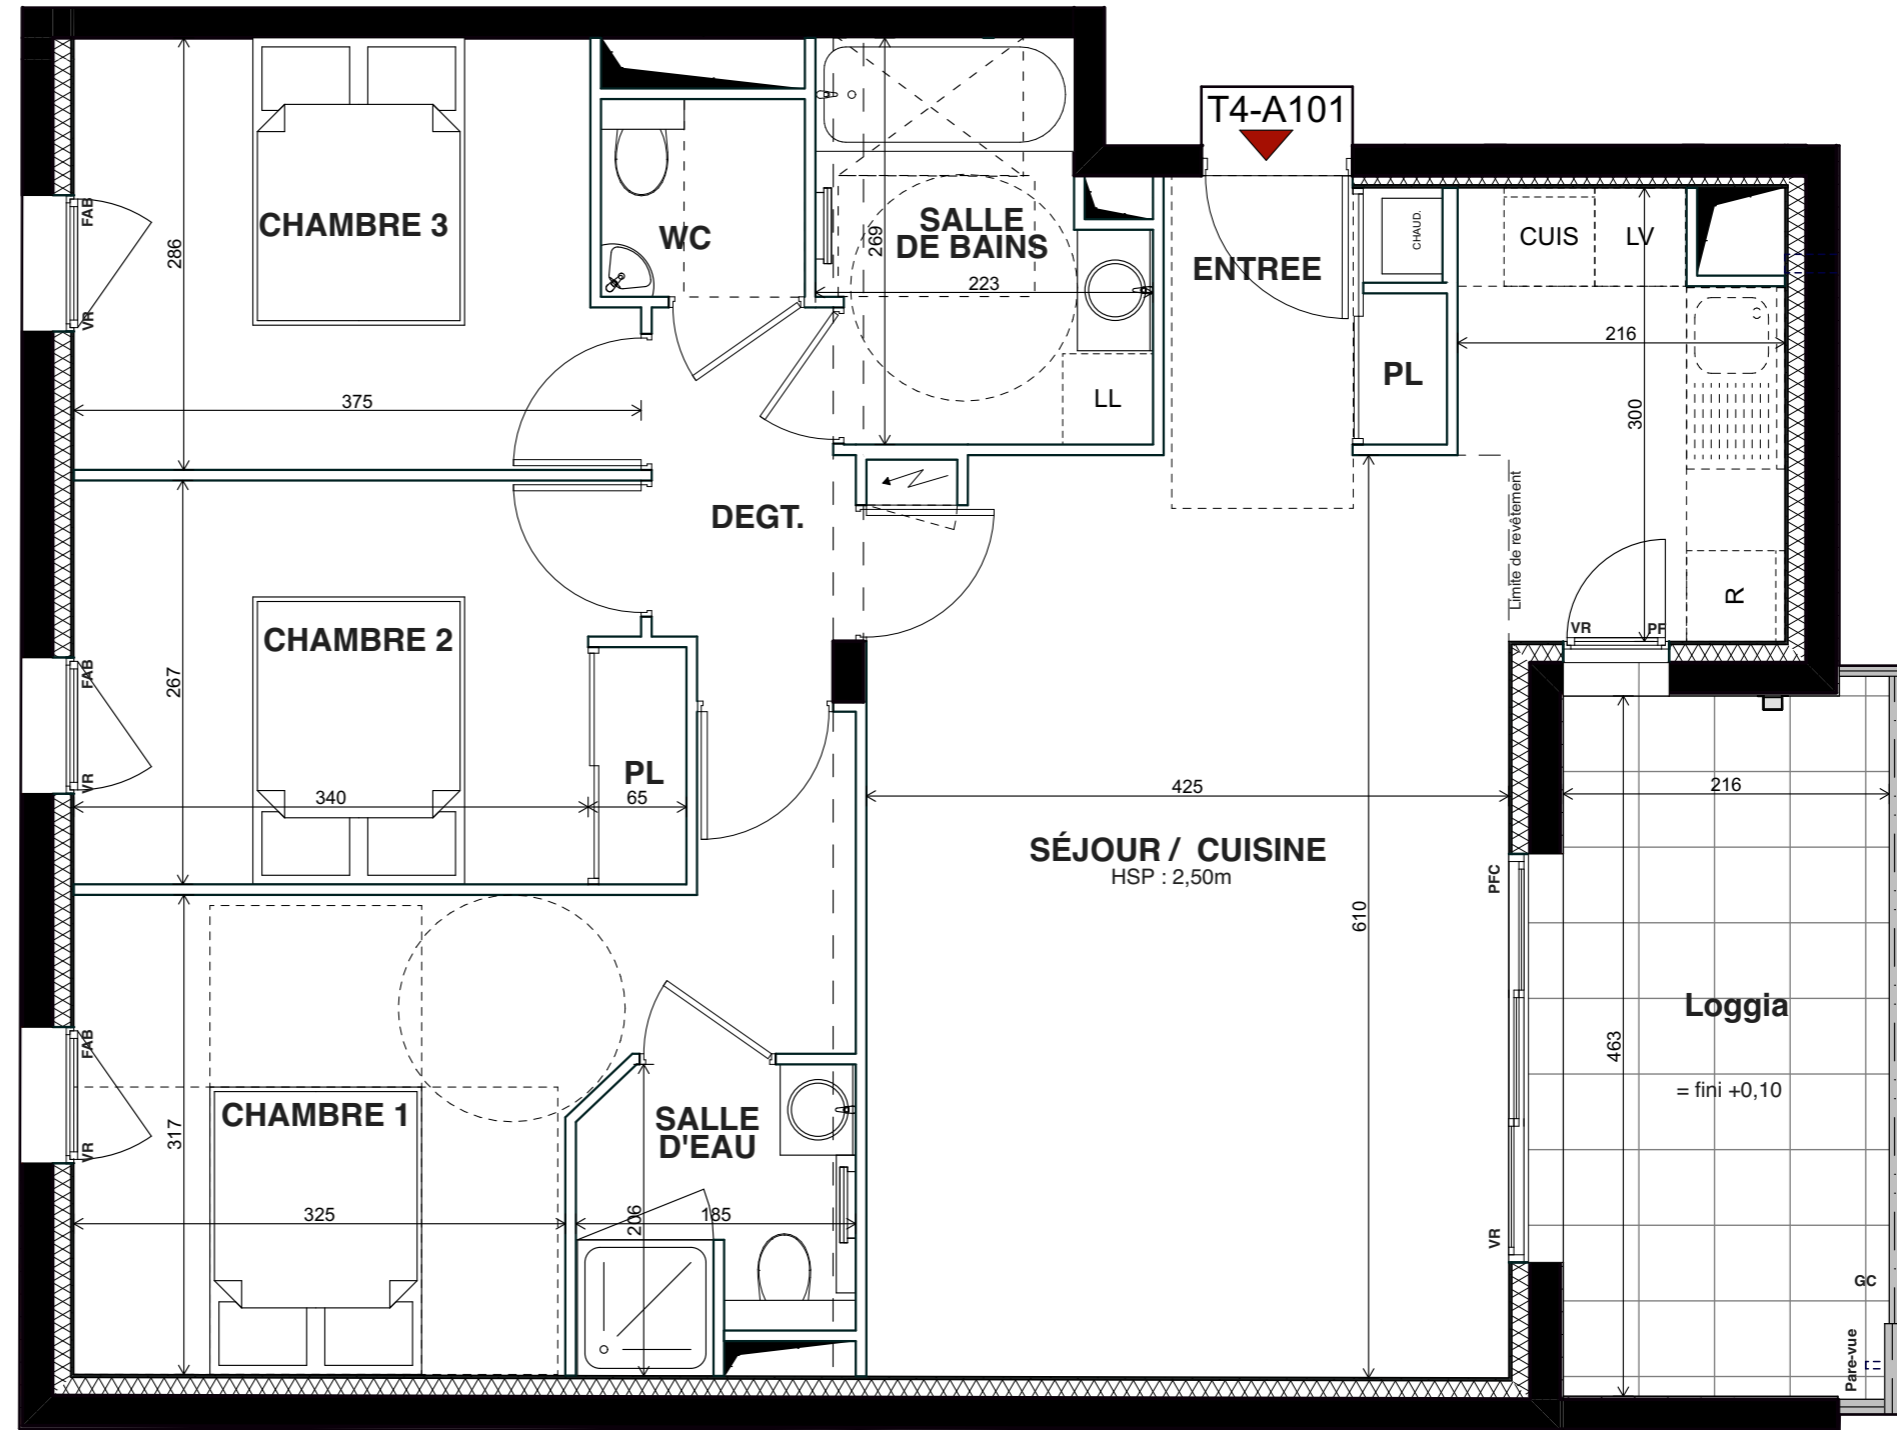 T4-A101
CHAMBRE 3
WC
SALLE
DE BAINS
ENTREE
CHAUD.
CUIS
LV
FAB
VR
286
269
223
375
LL
PL
216
300
Limite de revêtement
DEGT.
R
VR
PF
CHAMBRE 2
FAB
VR
267
340
PL
65
425
216
SÉJOUR / CUISINE
HSP : 2,50m
PFC
610
Loggia
463
= fini +0,10
FAB
VR
CHAMBRE 1
317
325
SALLE
D'EAU
206
185
VR
GC
Pare-vue